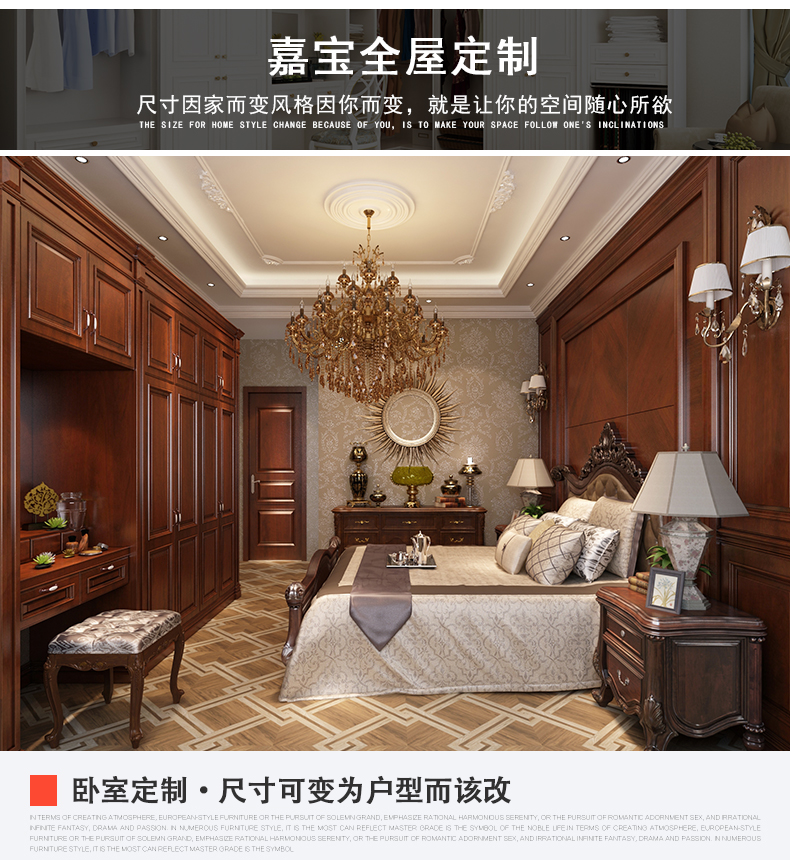 嘉宝全屋定制
尺寸因家而变风格因你而变，就是让你的空间随心所欲
THE SIZE FOR HOME STYLE CHANGE BECAUSE OF YOU, IS TO MAKE YOUR SPACE FOLLOW ONE'S INCLINATIONS
卧室定制·尺寸可变为户型而该改
IN TERMS OF CREATING ATMOSPHERE, EUROPEAN-STYLE FURNITURE OR THE PURSUIT OF SOLEMN GRAND, EMPHASIZE RATIONAL HARMONIOUS SERENITY, OR THE PURSUIT OF ROMANTIC ADORNMENT SEX, AND IRRATIONAL
INFINITE FANTASY, DRAMA AND PASSION. IN NUMEROUS FURNITURE STYLE, IT IS THE MOST CAN REFLECT MASTER GRADE IS THE SYMBOL OF THE NOBLE LIFE.IN TERMS OF CREATING ATMOSPHERE, EUROPEAN-STYLE
FURNITURE OR THE PURSUIT OF SOLEMN GRAND, EMPHASIZE RATIONAL HARMONIOUS SERENITY, OR THE PURSUIT OF ROMANTIC ADORNMENT SEX, AND IRRATIONAL INFINITE FANTASY, DRAMA AND PASSION. IN NUMEROUS
FURNITURE STYLE, IT IS THE MOST CAN REFLECT MASTER GRADE IS THE SYMBOL